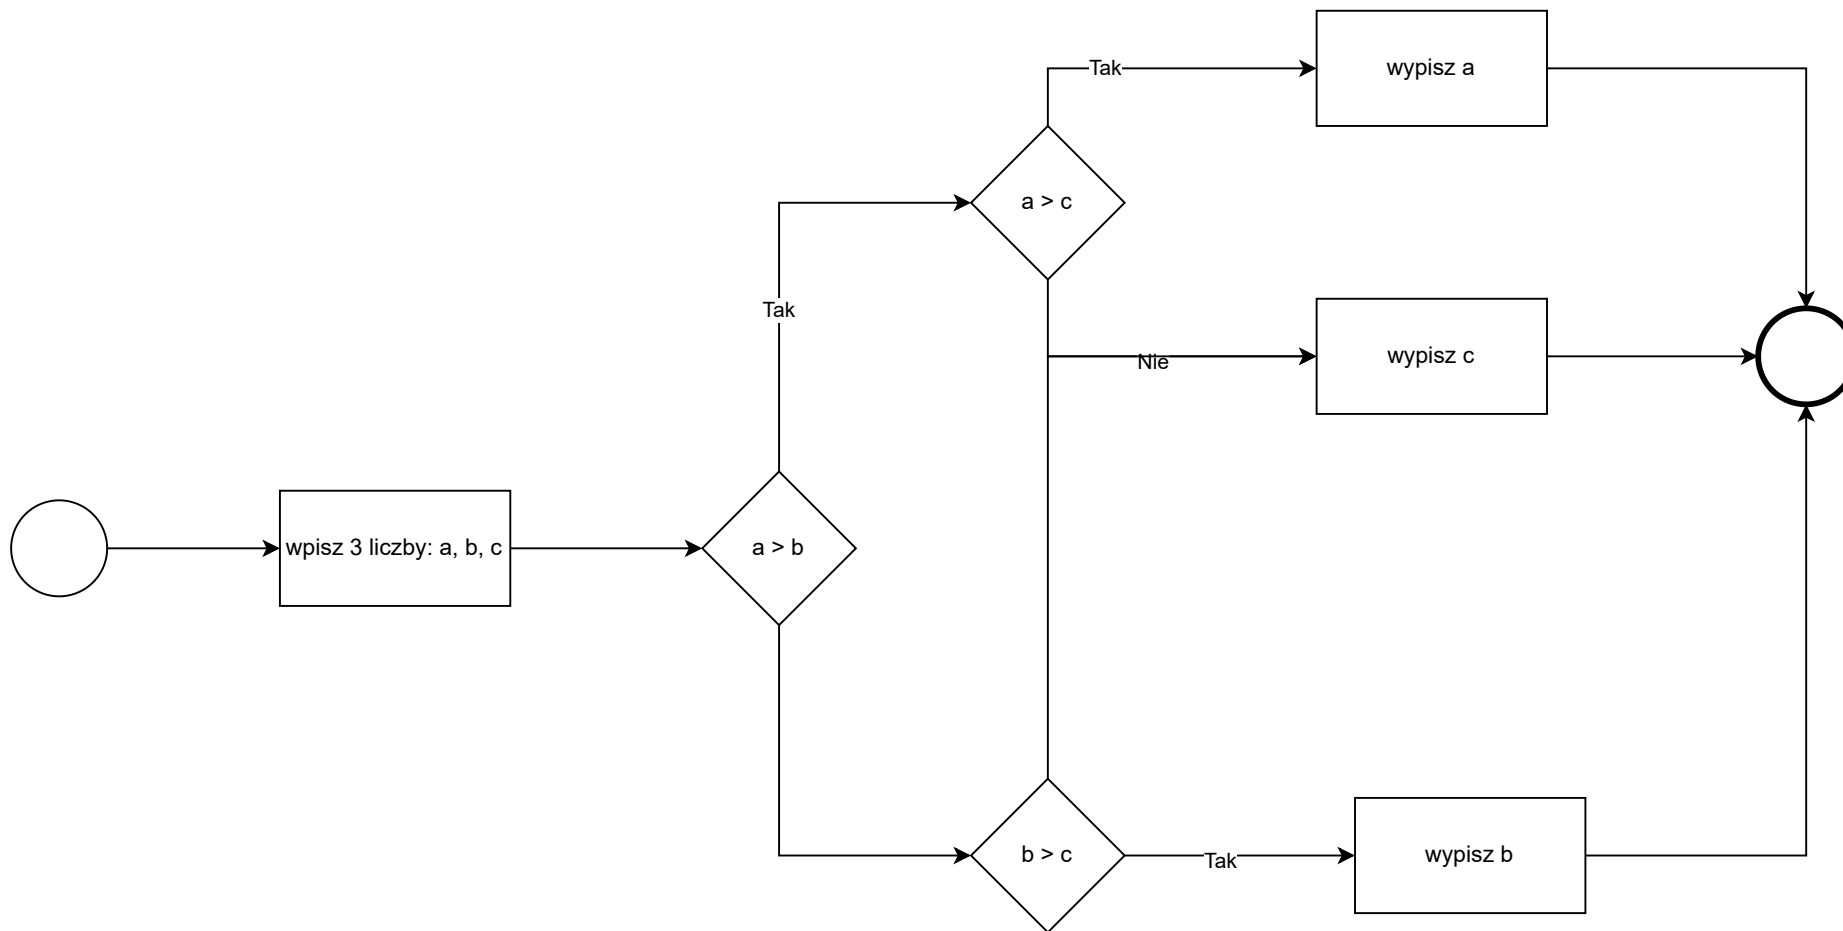 Tak
wypisz a
a > c
Tak
Nie
wypisz c
wpisz 3 liczby: a, b, c
a > b
b > c
Tak
wypisz b